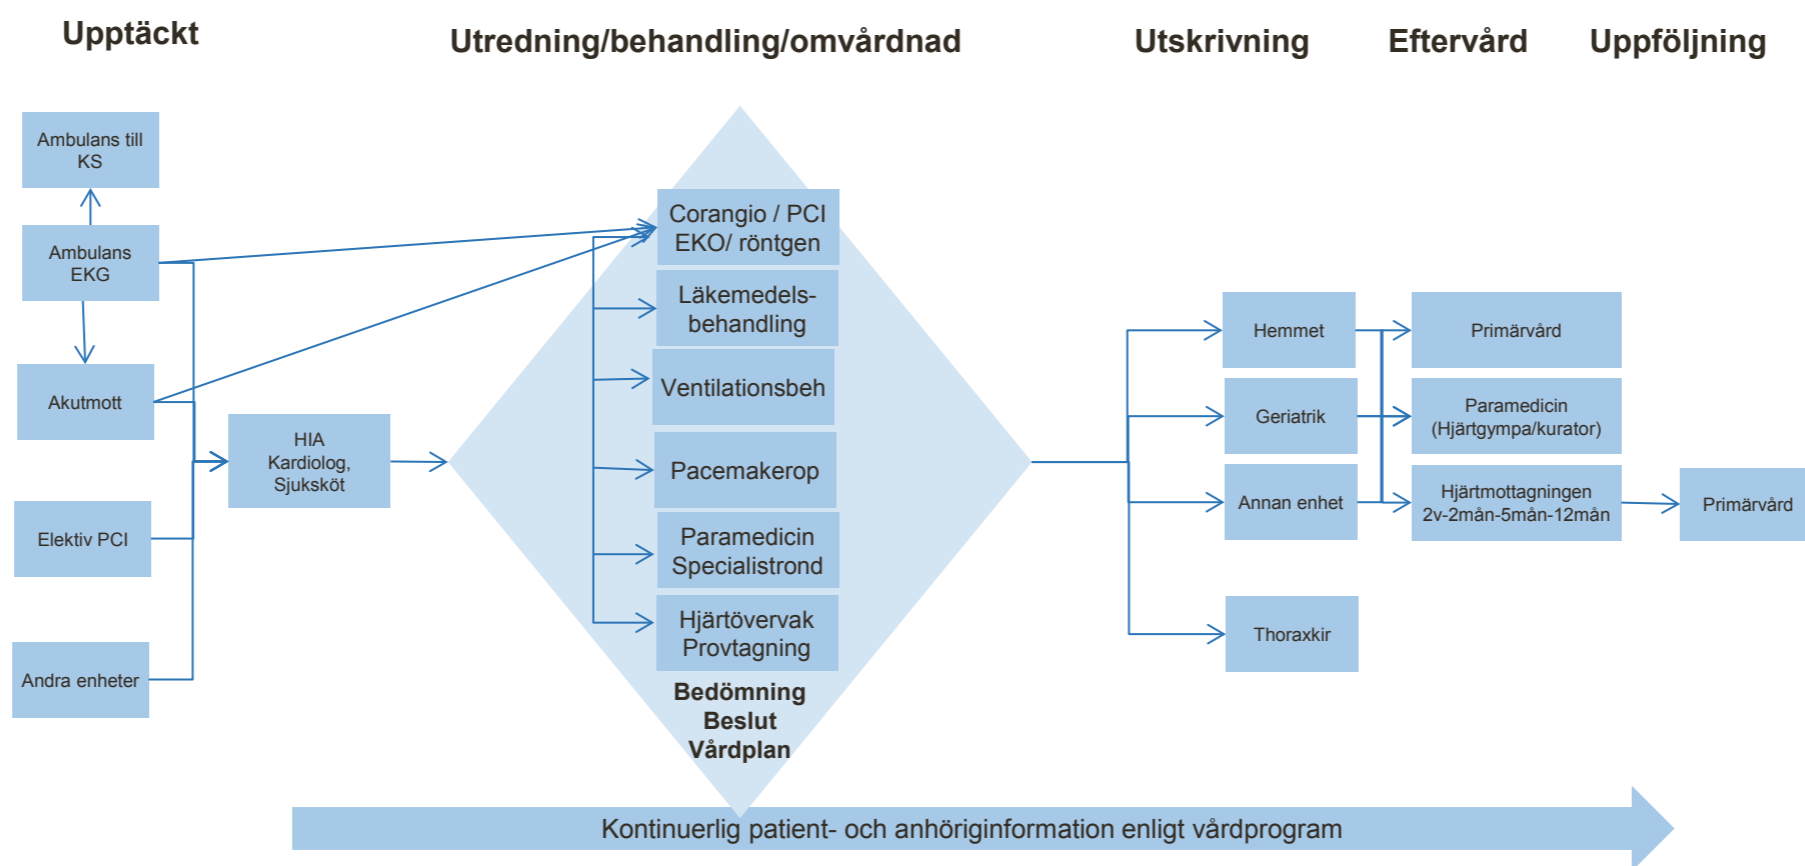 Upptäckt
Utredning/behandling/omvårdnad
Utskrivning
Eftervård
Uppföljning
Ambulans till
KS
Ambulans
EKG
Akutmott
Elektiv PCI
Andra enheter
HIA
Kardiolog,
Sjuksköt
Corangio / PCI
EKO/ röntgen
Läkemedels-
behandling
Ventilationsbeh
Pacemakerop
Paramedicin
Specialistrond
Hjärtövervak
Provtagning
Bedömning
Beslut
Vårdplan
Hemmet
Geriatrik
Annan enhet
Thoraxkir
Primärvård
Paramedicin
(Hjärtgympa/kurator)
Hjärtmottagningen
2v-2mån-5mån-12mån
Primärvård
Kontinuerlig patient- och anhöriginformation enligt vårdprogram